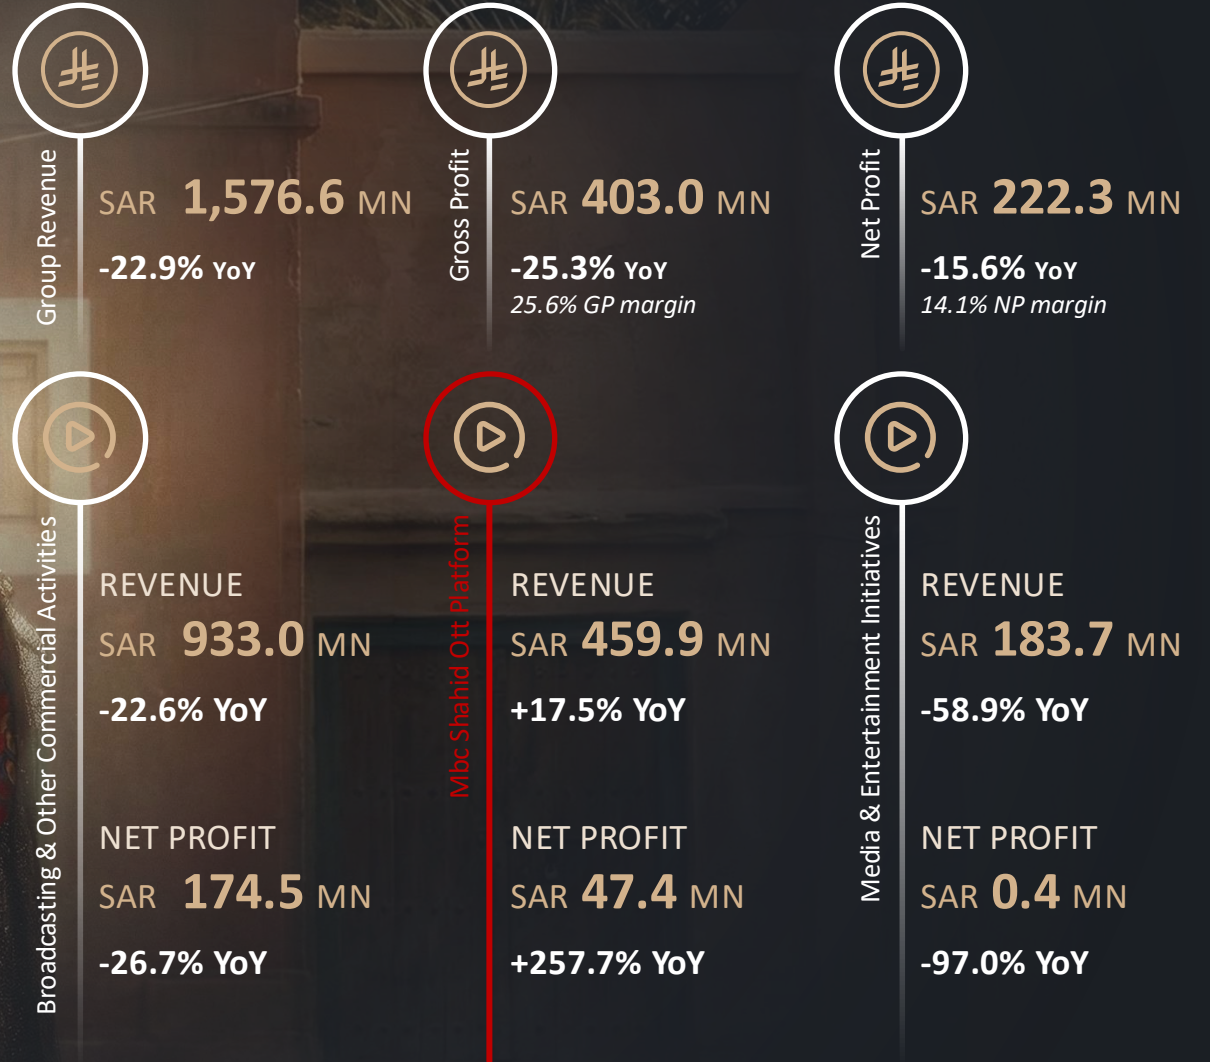 Group Revenue
SAR 1,576.6 MN
-22.9% YoY
Gross Profit
SAR 403.0 MN
-25.3% YoY
25.6% GP margin
Net Profit
SAR 222.3 MN
-15.6% YoY
14.1% NP margin
Broadcasting & Other Commercial Activities
REVENUE
SAR 933.0 MN
-22.6% YoY
NET PROFIT
SAR 174.5 MN
-26.7% YoY
Mbc Shahid Ott Platform
REVENUE
SAR 459.9 MN
+17.5% YoY
NET PROFIT
SAR 47.4 MN
+257.7% YoY
Media & Entertainment Initiatives
REVENUE
SAR 183.7 MN
-58.9% YoY
NET PROFIT
SAR 0.4 MN
-97.0% YoY